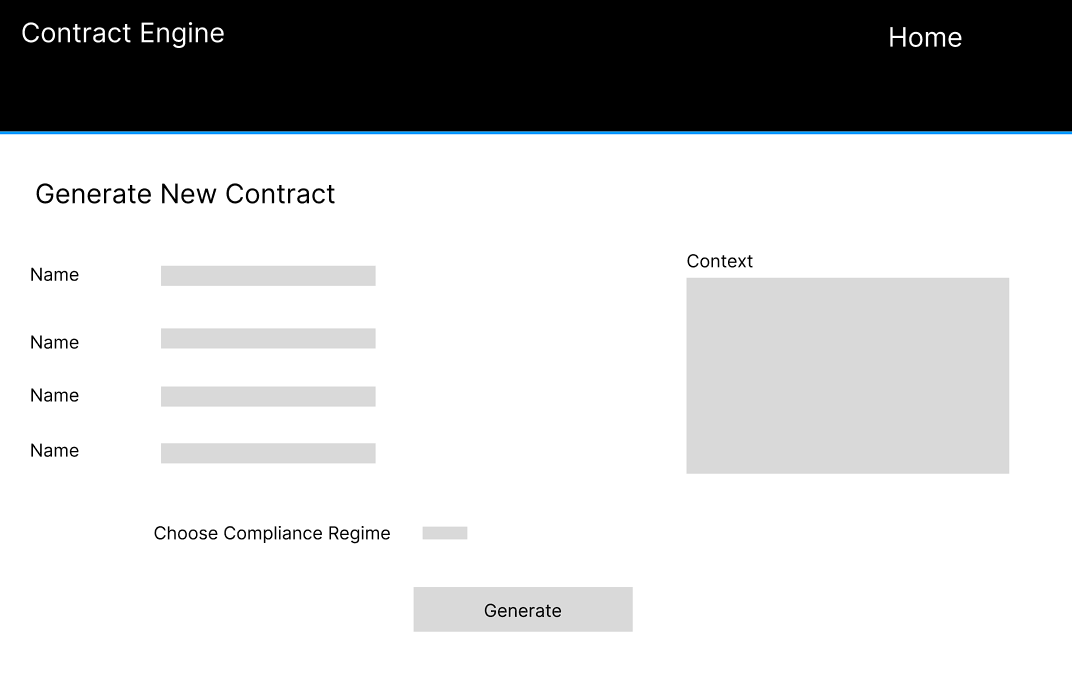 Contract Engine
Home
Generate New Contract
Name
Name
Name
Name
Context
Choose Compliance Regime
Generate